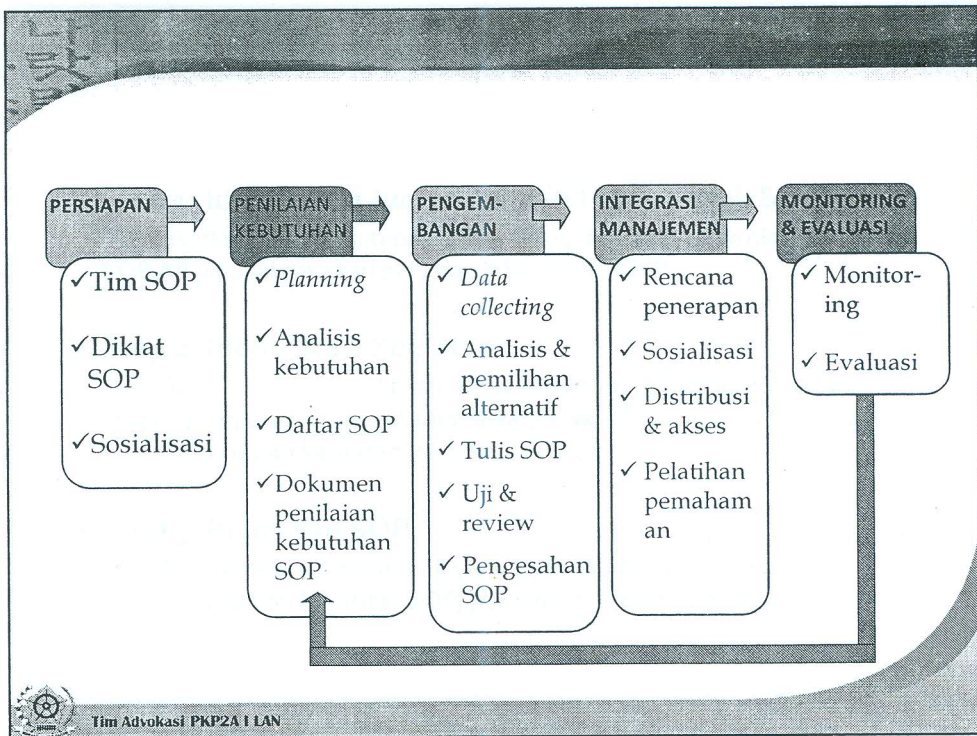 PERSIAPAN
✓Tim SOP
✓Diklat
SOP
✓Sosialisasi
PENILAIAN
KEBUTUHAN
✓Planning
✓Analisis
kebutuhan
✓Daftar SOP
✓Dokumen
penilaian
kebutuhan
SOP
PENGEM-
BANGAN
✓ Data
collecting
✓ Analisis &
pemilihan
alternatif
✓ Tulis SOP
✓ Uji &
review
✓ Pengesahan
SOP
INTEGRASI
MANAJEMEN
✓ Rencana
penerapan
✓ Sosialisasi
✓ Distribusi
& akses
✓ Pelatihan
pemaham
an
MONITORING
& EVALUASI
✓ Monitor-
ing
✓ Evaluasi
Tim Advokasi PKP2A I LAN